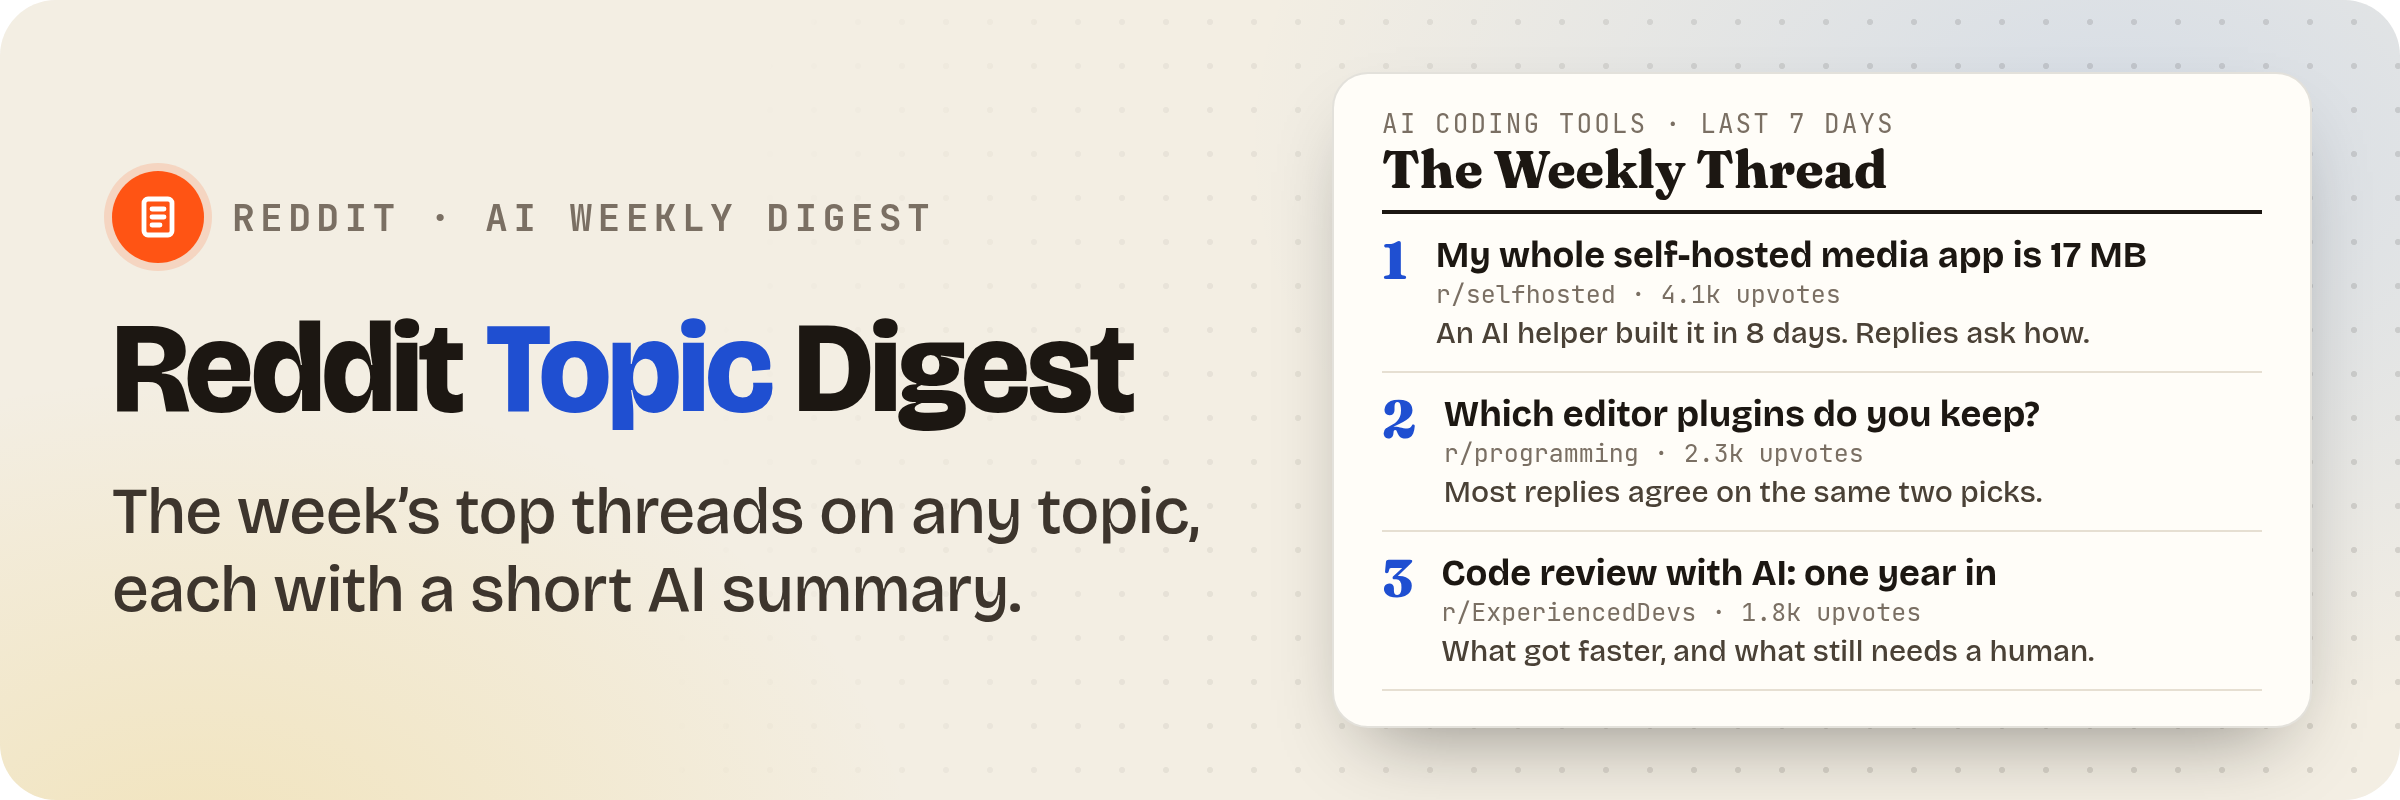 REDDIT · AI WEEKLY DIGEST
Reddit Topic Digest
The week’s top threads on any topic,
each with a short AI summary.
AI CODING TOOLS · LAST 7 DAYS
The Weekly Thread
1 My whole self-hosted media app is 17 MB
r/selfhosted · 4.1k upvotes
An AI helper built it in 8 days. Replies ask how.
2 Which editor plugins do you keep?
r/programming · 2.3k upvotes
Most replies agree on the same two picks.
3 Code review with AI: one year in
r/ExperiencedDevs · 1.8k upvotes
What got faster, and what still needs a human.